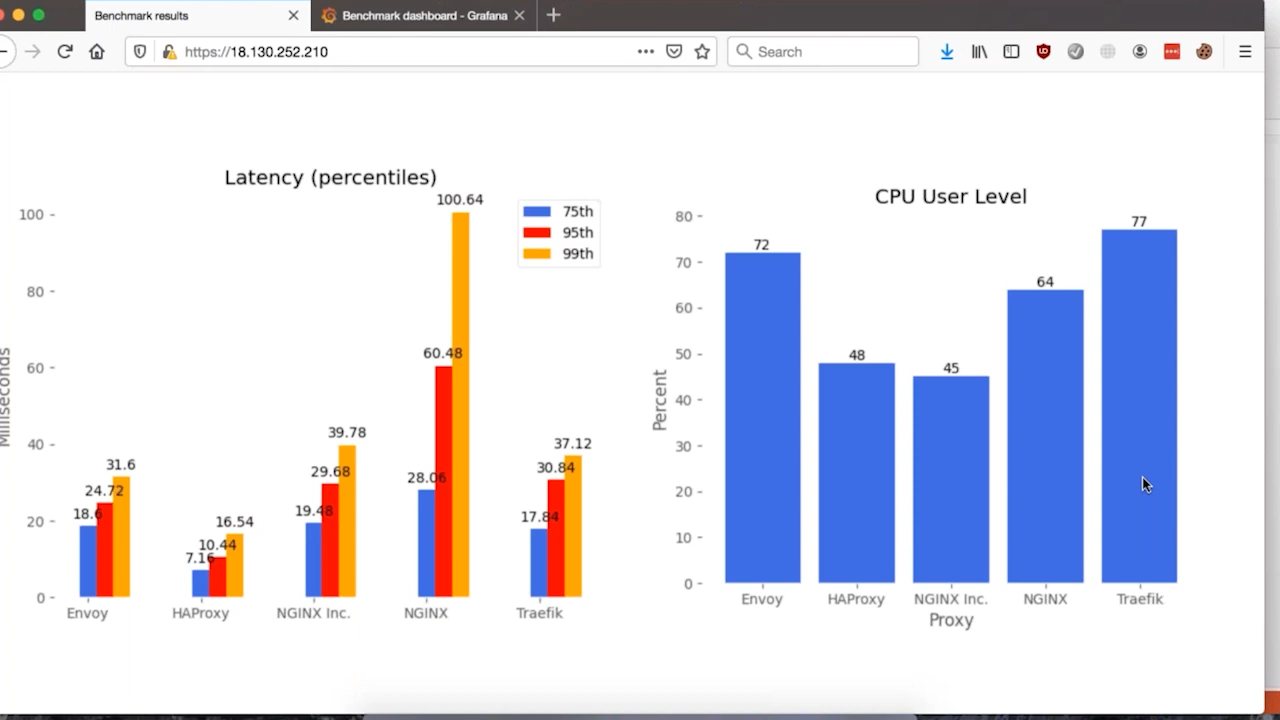 Benchmark results
Benchmark dashboard - Grafana
https://18.130.252.210
Search
Latency (percentiles)
Milliseconds
100
80
60
40
20
0
75th
95th
99th
18.6
24.72
31.6
7.16
10.44
16.54
19.48
29.68
39.78
28.06
60.48
100.64
17.84
30.84
37.12
Envoy
HAProxy
NGINX Inc.
NGINX
Traefik
CPU User Level
Percent
80
70
60
50
40
30
20
10
0
72
48
45
64
77
Envoy
HAProxy
NGINX Inc.
NGINX
Traefik
Proxy